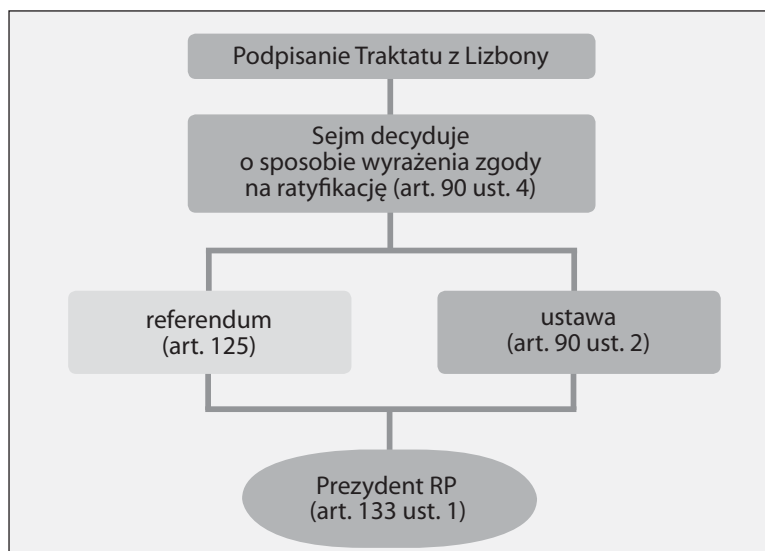 Podpisanie Traktatu z Lizbony
Sejm decyduje
o sposobie wyrażenia zgody
na ratyfikację (art. 90 ust. 4)
referendum
(art. 125)
ustawa
(art. 90 ust. 2)
Prezydent RP
(art. 133 ust. 1)